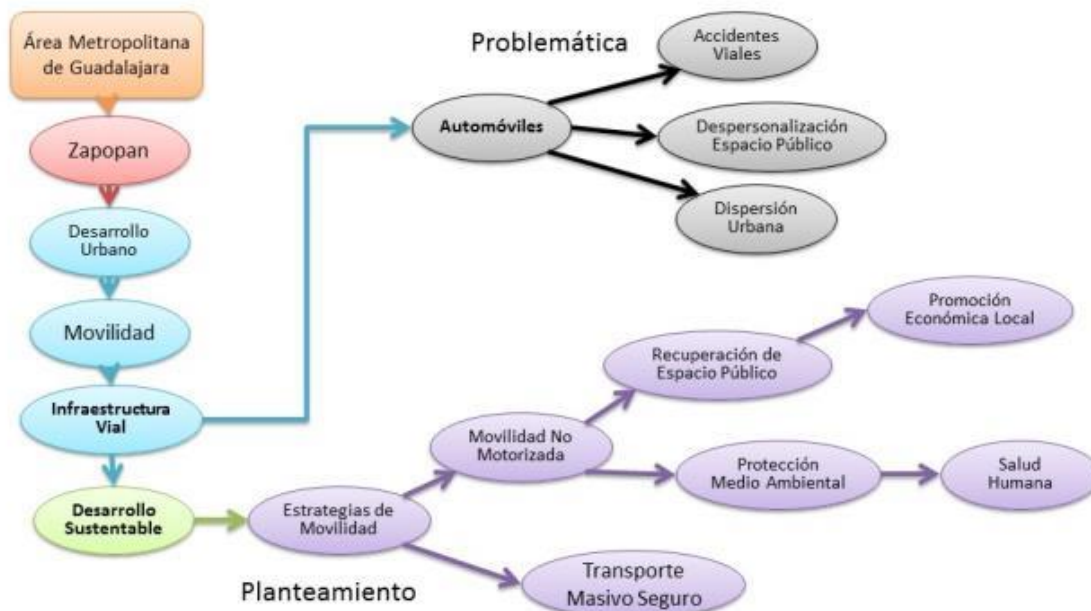 Área Metropolitana
de Guadalajara
Zapopan
Desarrollo
Urbano
Movilidad
Infraestructura
Vial
Desarrollo
Sustentable
Problemática
Automóviles
Accidentes
Viales
Despersonalización
Espacio Público
Dispersión
Urbana
Planteamiento
Estrategias de
Movilidad
Movilidad No
Motorizada
Recuperación de
Espacio Público
Promoción
Económica Local
Protección
Medio Ambiental
Salud
Humana
Transporte
Masivo Seguro